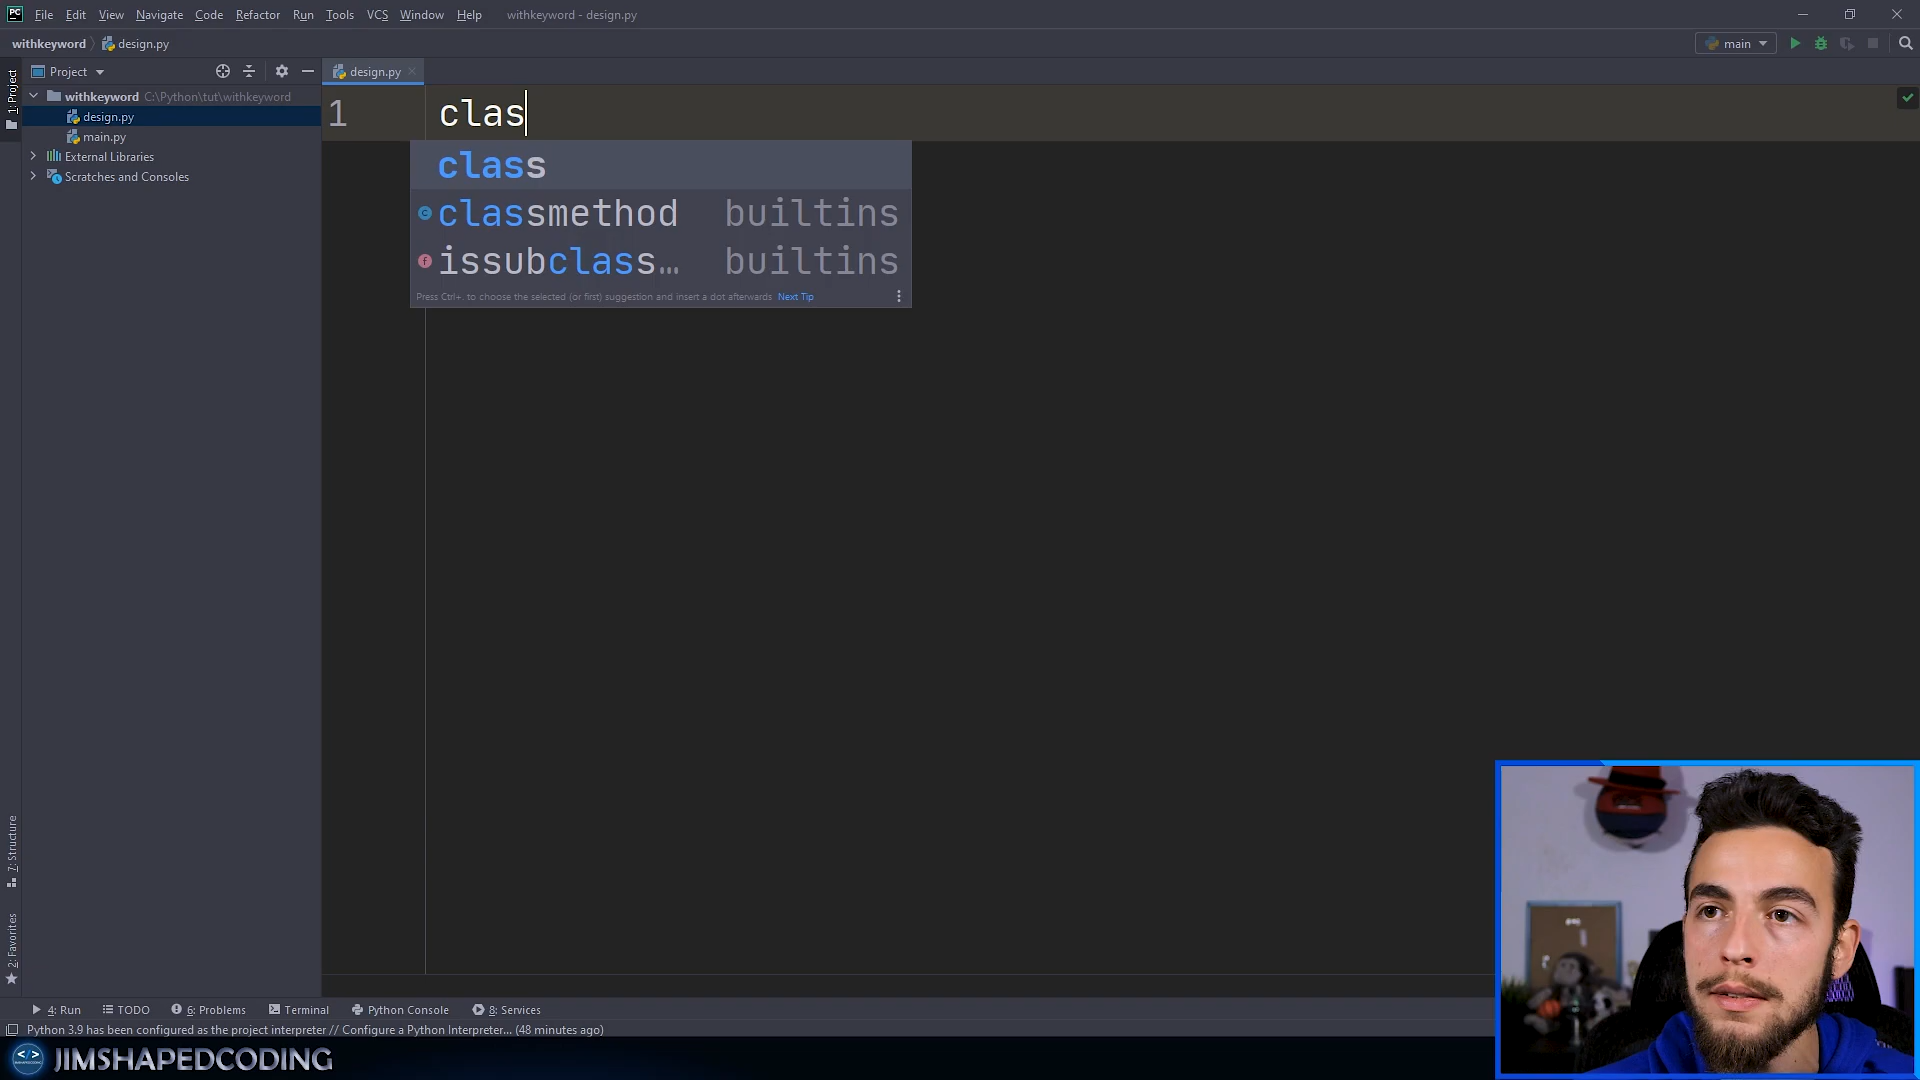 PC File Edit View Navigate Code Refactor Run Tools VCS Window Help withkeyword - design.py
withkeyword design.py main
1: Project
Project design.py
withkeyword C:\Python\tut\withkeyword
design.py
main.py
External Libraries
Scratches and Consoles
1 clas
class
classmethod builtins
issubclass… builtins
Press Ctrl+. to choose the selected (or first) suggestion and insert a dot afterwards Next Tip
7: Structure
2: Favorites
4: Run TODO 6: Problems Terminal Python Console 8: Services
Python 3.9 has been configured as the project interpreter // Configure a Python Interpreter... (48 minutes ago)
</> JIMSHAPEDCODING